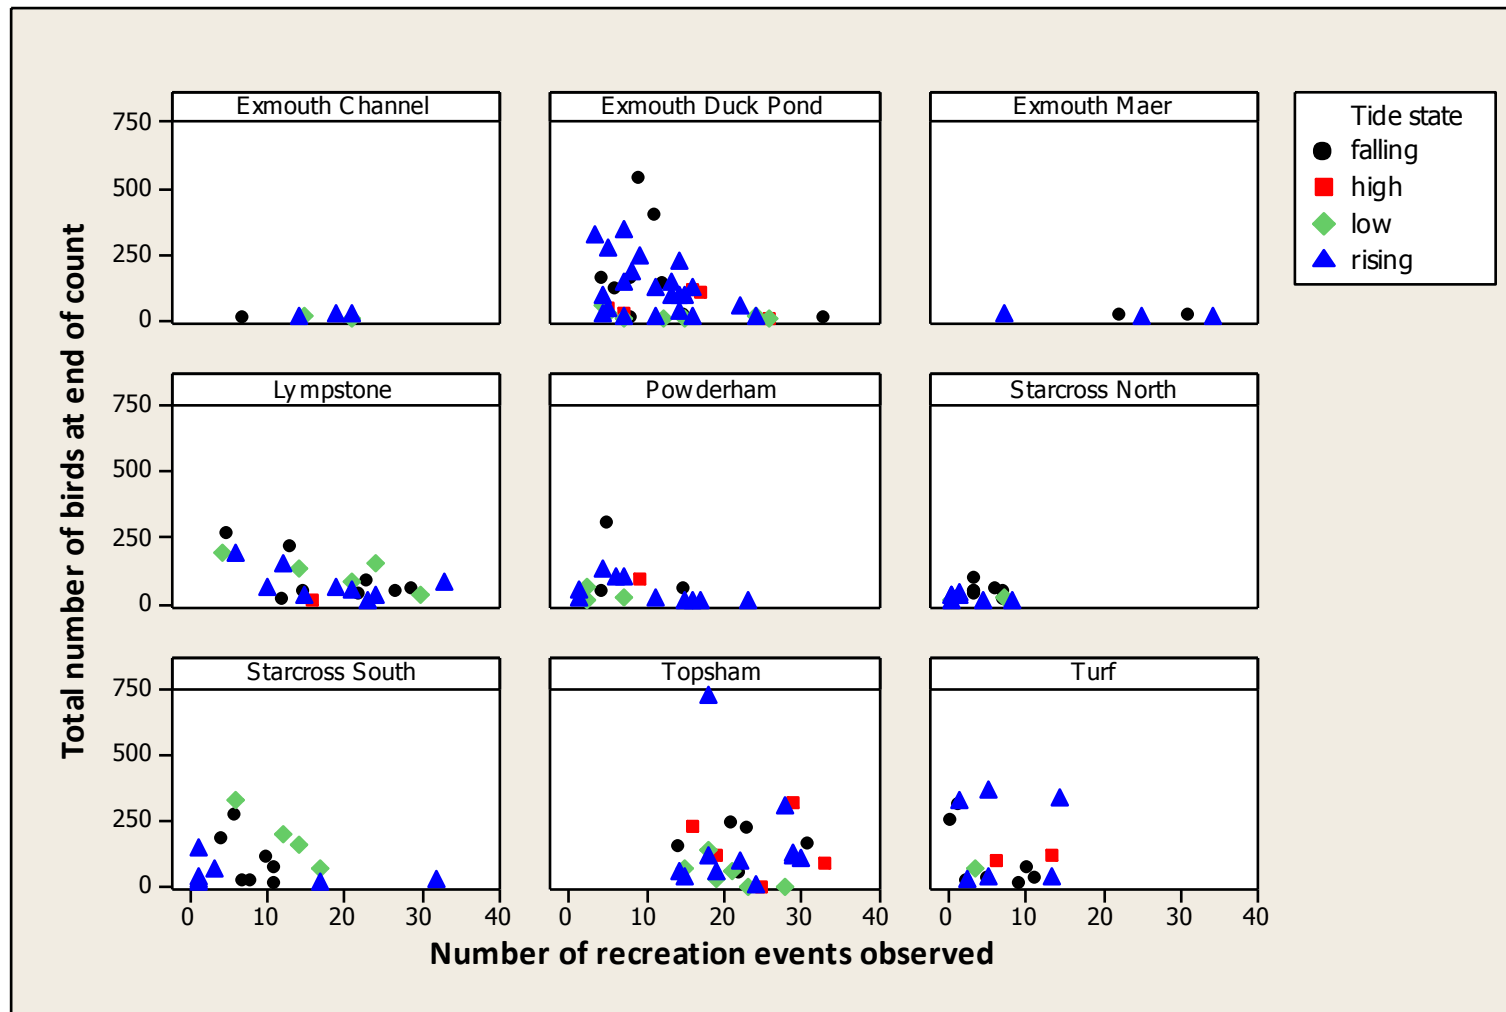 Exmouth Channel
Exmouth Duck Pond
Exmouth Maer
Tide state
falling
high
low
rising
750
500
250
0
Lympstone
Powderham
Starcross North
750
500
250
0
Starcross South
Topsham
Turf
750
500
250
0
0 10 20 30 40
0 10 20 30 40
0 10 20 30 40
Number of recreation events observed
Total number of birds at end of count